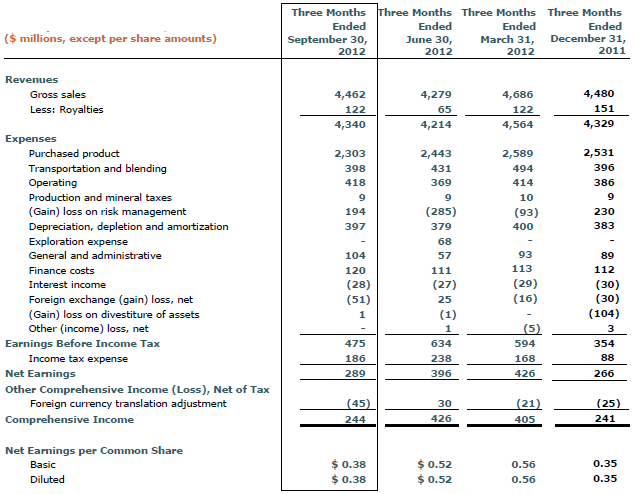 Three Months Three Months Three Months Three Months
Ended Ended Ended Ended
($ millions, except per share amounts) September 30, June 30, March 31, December 31,
2012 2012 2012 2011
Revenues
Gross sales 4,462 4,279 4,686 4,480
Less: Royalties 122 65 122 151
4,340 4,214 4,564 4,329
Expenses
Purchased product 2,303 2,443 2,589 2,531
Transportation and blending 398 431 494 396
Operating 418 369 414 386
Production and mineral taxes 9 9 10 9
(Gain) loss on risk management 194 (285) (93) 230
Depreciation, depletion and amortization 397 379 400 383
Exploration expense - 68 - -
General and administrative 104 57 93 89
Finance costs 120 111 113 112
Interest income (28) (27) (29) (30)
Foreign exchange (gain) loss, net (51) 25 (16) (30)
(Gain) loss on divestiture of assets 1 (1) - (104)
Other (income) loss, net - 1 (5) 3
Earnings Before Income Tax 475 634 594 354
Income tax expense 186 238 168 88
Net Earnings 289 396 426 266
Other Comprehensive Income (Loss), Net of Tax
Foreign currency translation adjustment (45) 30 (21) (25)
Comprehensive Income 244 426 405 241
Net Earnings per Common Share
Basic $ 0.38 $ 0.52 0.56 0.35
Diluted $ 0.38 $ 0.52 0.56 0.35